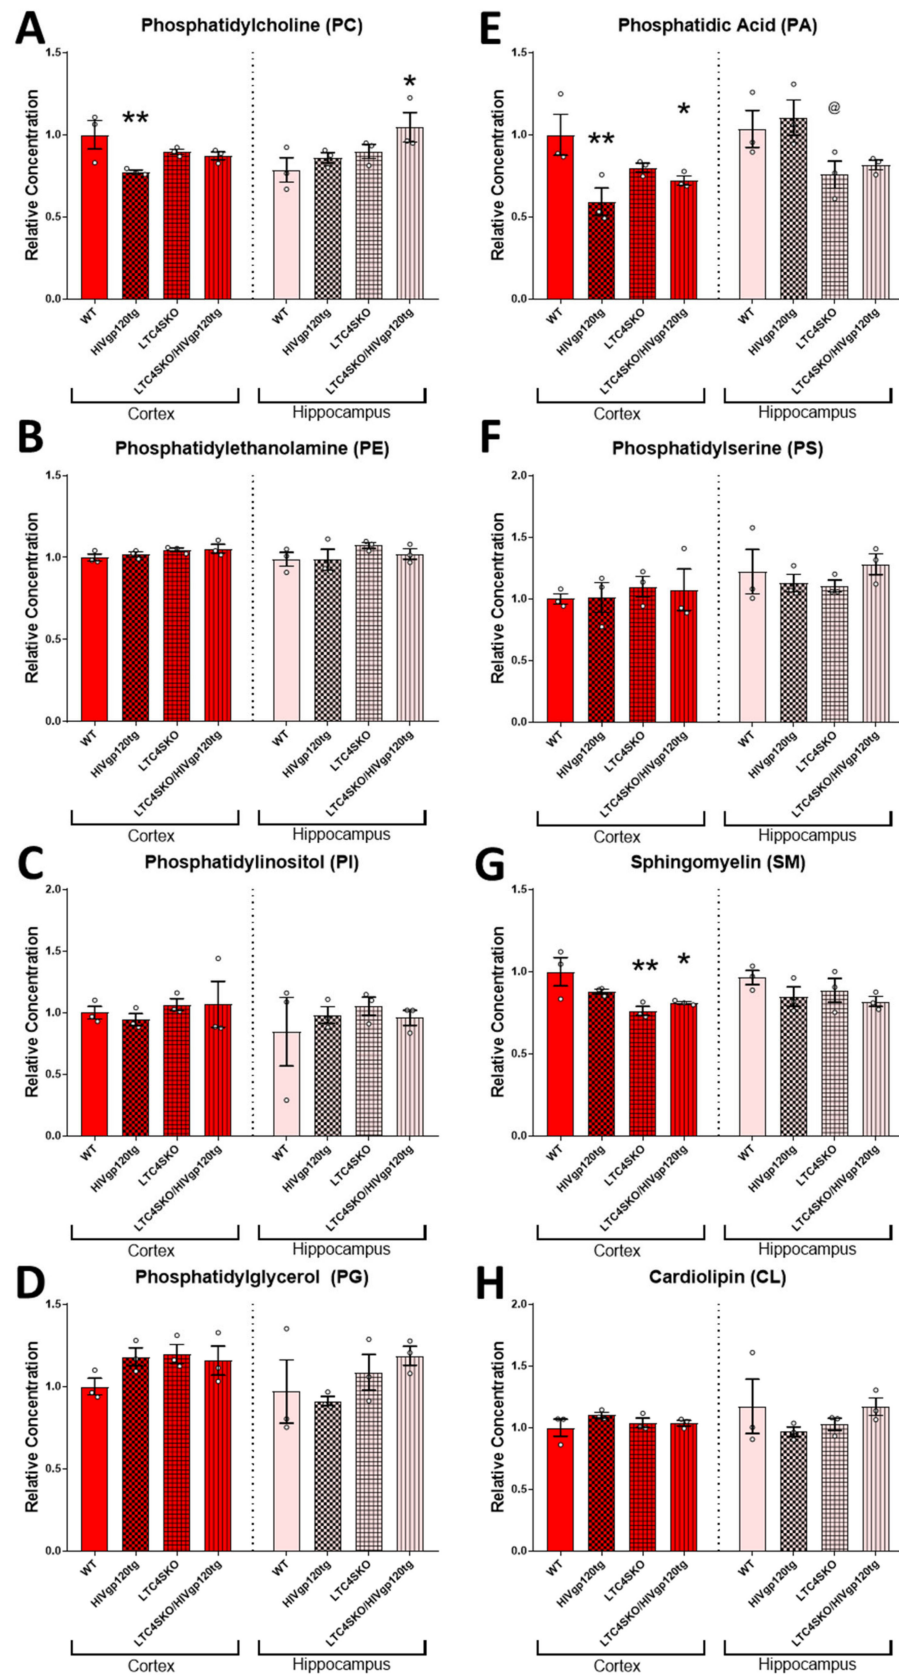 A
Phosphatidylcholine (PC)
Relative Concentration
1.5
1.0
0.5
0.0
**
*
WT
HIVgp120tg
LTC4SKO
LTC4SKO/HIVgp120tg
WT
HIVgp120tg
LTC4SKO
LTC4SKO/HIVgp120tg
Cortex
Hippocampus
E
Phosphatidic Acid (PA)
Relative Concentration
1.5
1.0
0.5
0.0
**
*
@
WT
HIVgp120tg
LTC4SKO
LTC4SKO/HIVgp120tg
WT
HIVgp120tg
LTC4SKO
LTC4SKO/HIVgp120tg
Cortex
Hippocampus
B
Phosphatidylethanolamine (PE)
Relative Concentration
1.5
1.0
0.5
0.0
WT
HIVgp120tg
LTC4SKO
LTC4SKO/HIVgp120tg
WT
HIVgp120tg
LTC4SKO
LTC4SKO/HIVgp120tg
Cortex
Hippocampus
F
Phosphatidylserine (PS)
Relative Concentration
2.0
1.5
1.0
0.5
0.0
WT
HIVgp120tg
LTC4SKO
LTC4SKO/HIVgp120tg
WT
HIVgp120tg
LTC4SKO
LTC4SKO/HIVgp120tg
Cortex
Hippocampus
C
Phosphatidylinositol (PI)
Relative Concentration
2.0
1.5
1.0
0.5
0.0
WT
HIVgp120tg
LTC4SKO
LTC4SKO/HIVgp120tg
WT
HIVgp120tg
LTC4SKO
LTC4SKO/HIVgp120tg
Cortex
Hippocampus
G
Sphingomyelin (SM)
Relative Concentration
1.5
1.0
0.5
0.0
**
*
WT
HIVgp120tg
LTC4SKO
LTC4SKO/HIVgp120tg
WT
HIVgp120tg
LTC4SKO
LTC4SKO/HIVgp120tg
Cortex
Hippocampus
D
Phosphatidylglycerol (PG)
Relative Concentration
1.5
1.0
0.5
0.0
WT
HIVgp120tg
LTC4SKO
LTC4SKO/HIVgp120tg
WT
HIVgp120tg
LTC4SKO
LTC4SKO/HIVgp120tg
Cortex
Hippocampus
H
Cardiolipin (CL)
Relative Concentration
2.0
1.5
1.0
0.5
0.0
WT
HIVgp120tg
LTC4SKO
LTC4SKO/HIVgp120tg
WT
HIVgp120tg
LTC4SKO
LTC4SKO/HIVgp120tg
Cortex
Hippocampus